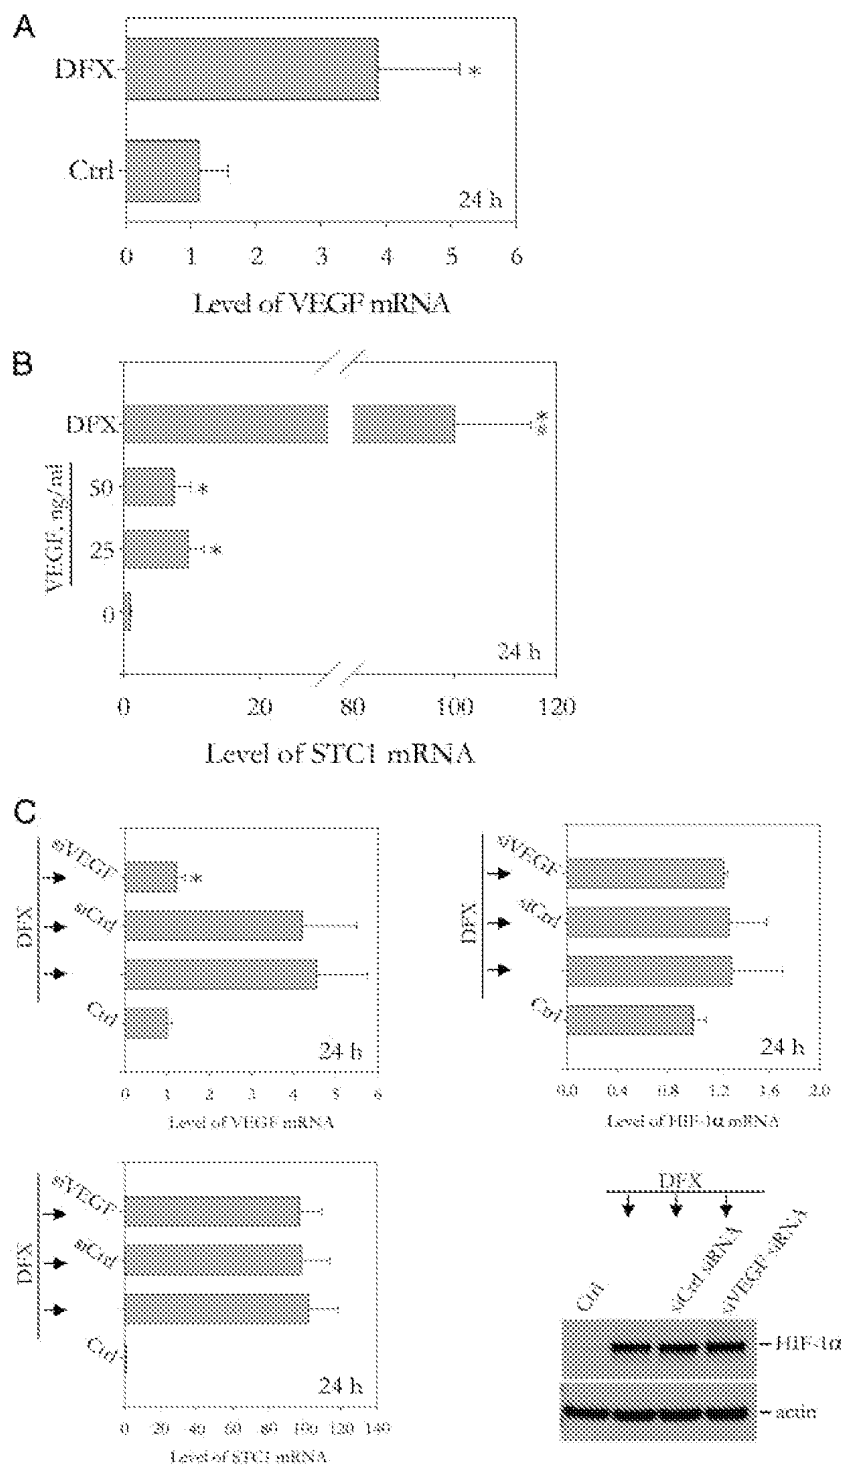 A
DFX
Ctrl
24 h
0 1 2 3 4 5 6
Level of VEGF mRNA
B
DFX
VEGF, ng/ml
50
25
0
24 h
0 20 80 100 120
Level of STC1 mRNA
C
DFX
siVEGF
siCtrl
Ctrl
24 h
0 1 2 3 4 5 6
Level of VEGF mRNA
DFX
siVEGF
siCtrl
Ctrl
24 h
0.0 0.4 0.8 1.2 1.6 2.0
Level of HIF-1α mRNA
DFX
siVEGF
siCtrl
Ctrl
24 h
0 20 40 60 80 100 120 140
Level of STC1 mRNA
DFX
Ctrl
siCtrl siRNA
siVEGF siRNA
HIF-1α
actin